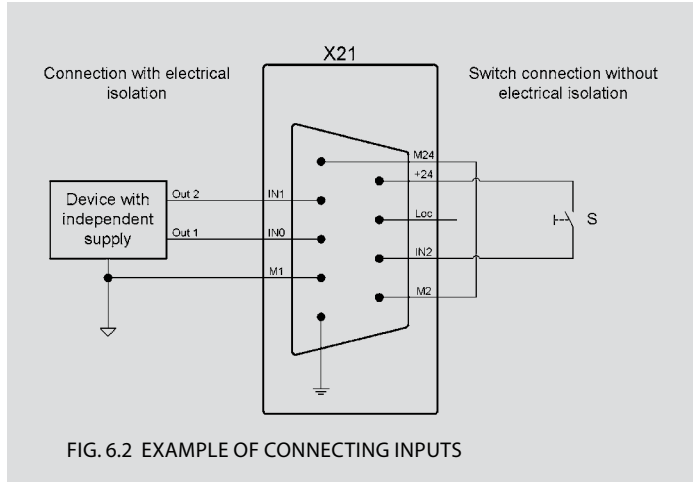 X21
Connection with electrical
isolation
Switch connection without
electrical isolation
M24
+24
Device with
independent
supply
Out 2
IN1
Loc
S
Out 1
IN0
IN2
M1
M2
FIG. 6.2 EXAMPLE OF CONNECTING INPUTS